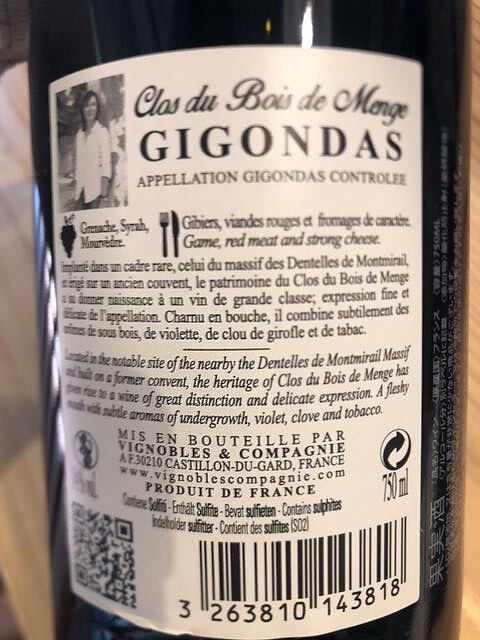 Clos du Bois de Menge
GIGONDAS
APPELLATION GIGONDAS CONTROLEE
Grenache, Syrah,
Mourvèdre.
Gibiers, viandes rouges et fromages de caractère.
Game, red meat and strong cheese.
Implanté dans un cadre rare, celui du massif des Dentelles de Montmirail,
et érigé sur un ancien couvent, le patrimoine du Clos du Bois de Menge
a su donner naissance à un vin de grande classe; expression fine et
délicate de l'appellation. Charnu en bouche, il combine subtilement des
arômes de sous bois, de violette, de clou de girofle et de tabac.
Located in the notable site of the nearby the Dentelles de Montmirail Massif
and built on a former convent, the heritage of Clos du Bois de Menge has
given rise to a wine of great distinction and delicate expression. A fleshy
mouth with subtle aromas of undergrowth, violet, clove and tobacco.
MIS EN BOUTEILLE PAR
VIGNOBLES & COMPAGNIE
A F.30210 CASTILLON-DU-GARD, FRANCE
www.vignoblescompagnie.com
PRODUIT DE FRANCE
750 ml
Contiene Solfiti - Enthält Sulfite - Bevat sulfieten - Contains sulphites
Indeholder sulfitter - Contient des sulfites (SO2)
3 263810 143818
果実酒